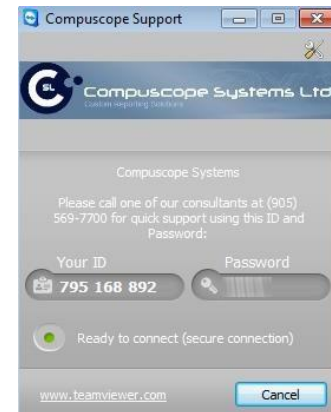 Compuscope Support
CSL
Compuscope Systems Ltd
Custom Reporting Solutions
Compuscope Systems
Please call one of our consultants at (905)
569-7700 for quick support using this ID and
Password:
Your ID
Password
795 168 892
Ready to connect (secure connection)
www.teamviewer.com
Cancel